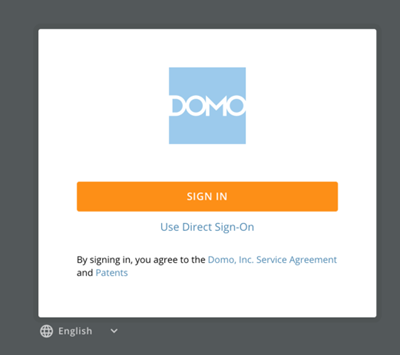 DOMO
SIGN IN
Use Direct Sign-On
By signing in, you agree to the Domo, Inc. Service Agreement
and Patents
English